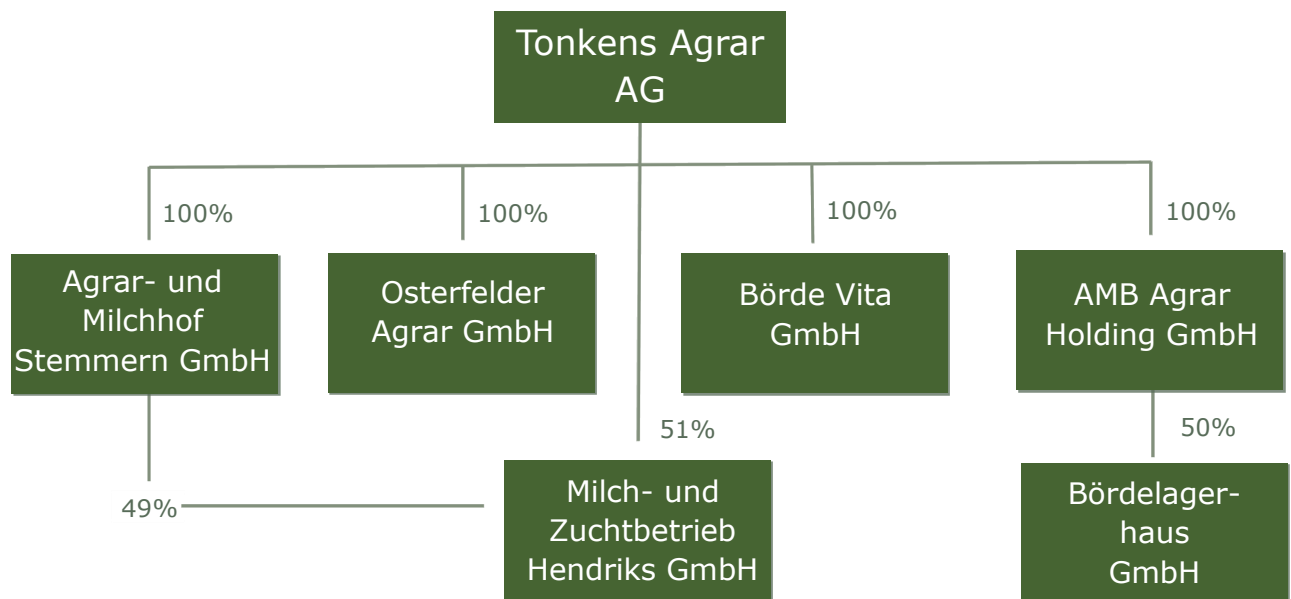 Tonkens Agrar
AG
100%
100%
100%
100%
Agrar- und
Milchhof
Stemmern GmbH
Osterfelder
Agrar GmbH
Börde Vita
GmbH
AMB Agrar
Holding GmbH
51%
50%
49%
Milch- und
Zuchtbetrieb
Hendriks GmbH
Bördelager-
haus
GmbH